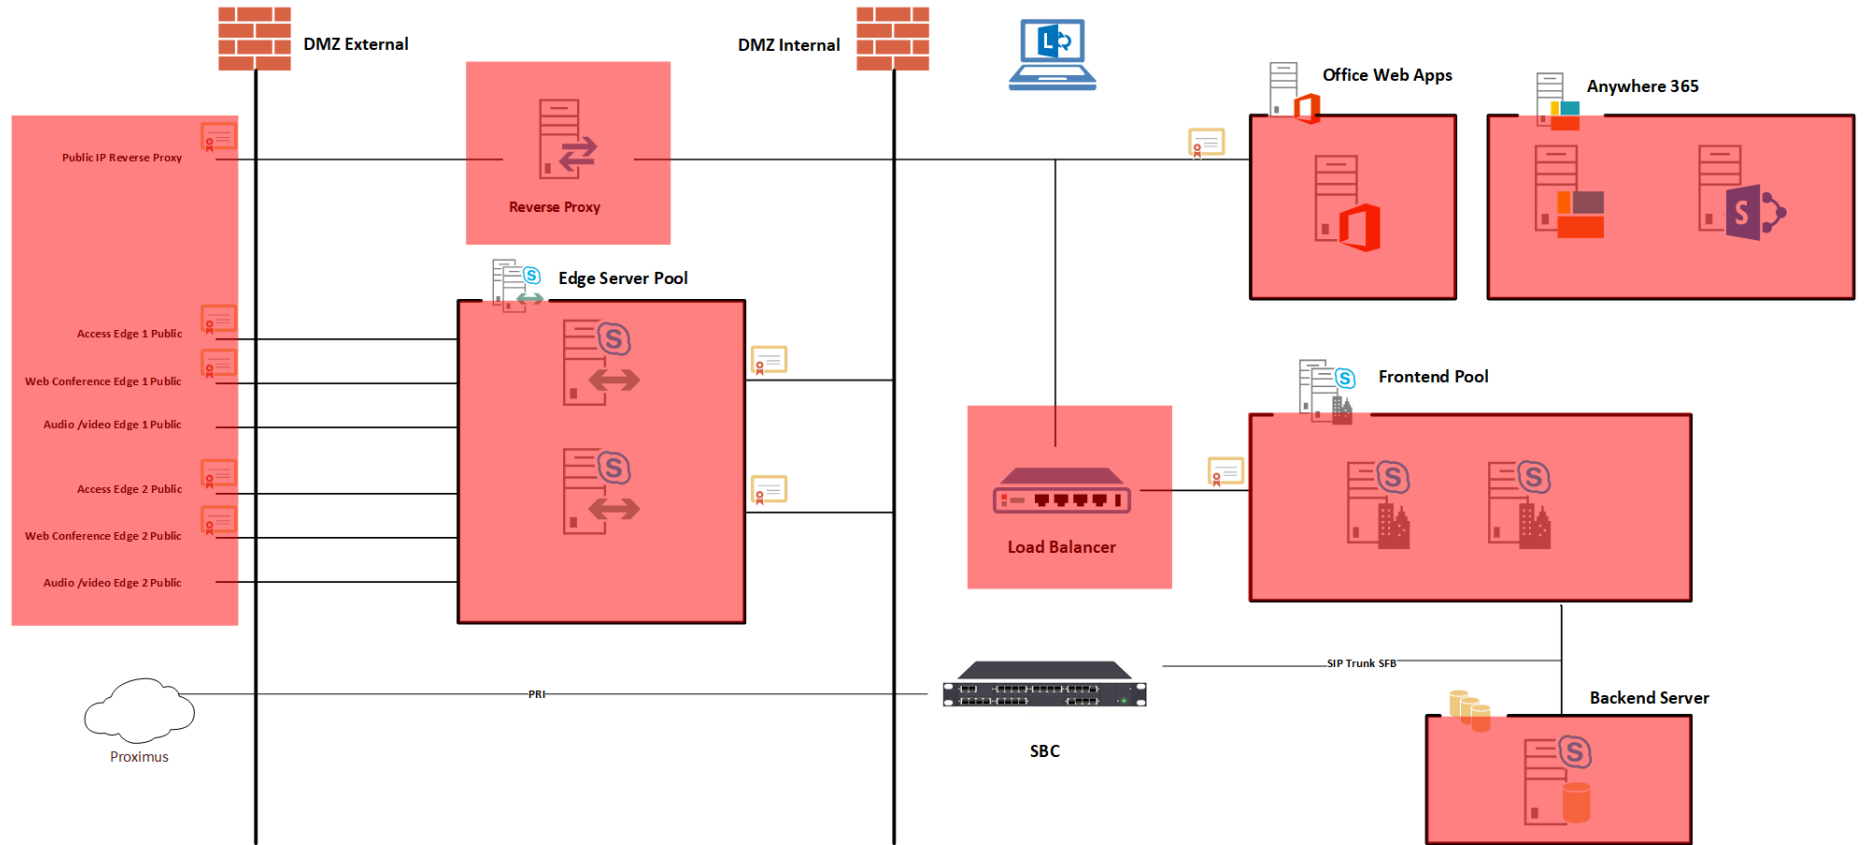 DMZ External
DMZ Internal
Office Web Apps
Anywhere 365
Public IP Reverse Proxy
Reverse Proxy
Edge Server Pool
Access Edge 1 Public
Web Conference Edge 1 Public
Audio /video Edge 1 Public
Frontend Pool
Access Edge 2 Public
Web Conference Edge 2 Public
Audio /video Edge 2 Public
Load Balancer
SIP Trunk SFB
PRI
Backend Server
Proximus
SBC